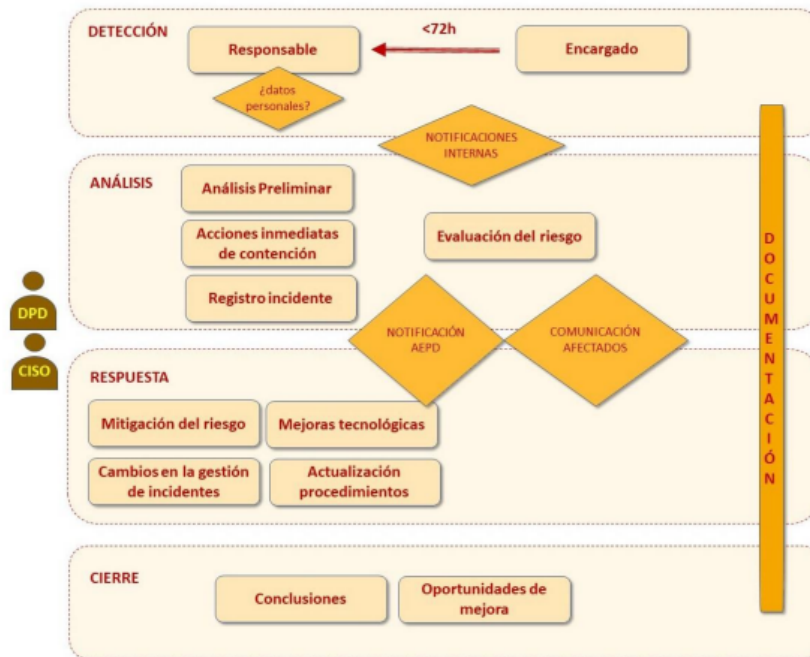 DETECCIÓN
Responsable
<72h
Encargado
¿datos
personales?
NOTIFICACIONES
INTERNAS
ANÁLISIS
Análisis Preliminar
Acciones inmediatas
de contención
Evaluación del riesgo
Registro incidente
DPD
CISO
NOTIFICACIÓN
AEPD
COMUNICACIÓN
AFECTADOS
DOCUMENTACIÓN
RESPUESTA
Mitigación del riesgo
Mejoras tecnológicas
Cambios en la gestión
de incidentes
Actualización
procedimientos
CIERRE
Conclusiones
Oportunidades de
mejora